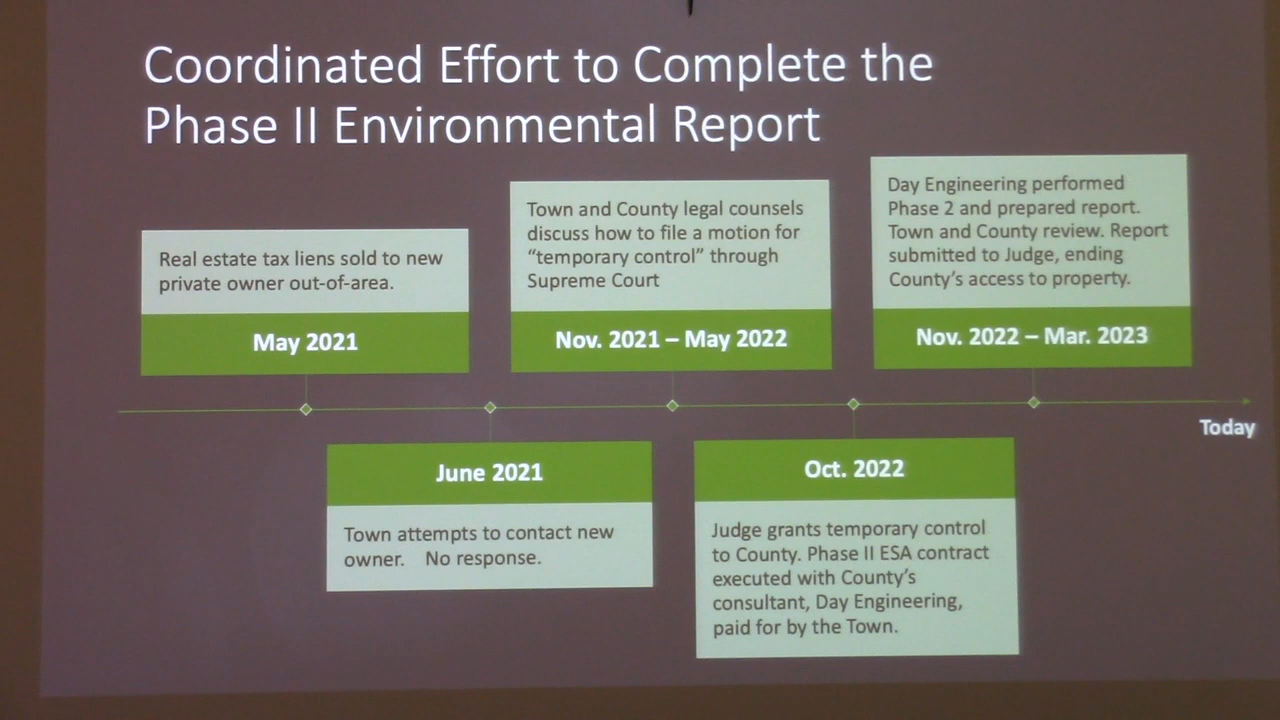 Coordinated Effort to Complete the
Phase II Environmental Report
Real estate tax liens sold to new
private owner out-of-area.
May 2021
Town and County legal counsels
discuss how to file a motion for
“temporary control” through
Supreme Court
Nov. 2021 – May 2022
Day Engineering performed
Phase 2 and prepared report.
Town and County review. Report
submitted to Judge, ending
County’s access to property.
Nov. 2022 – Mar. 2023
Today
June 2021
Town attempts to contact new
owner.    No response.
Oct. 2022
Judge grants temporary control
to County. Phase II ESA contract
executed with County’s
consultant, Day Engineering,
paid for by the Town.